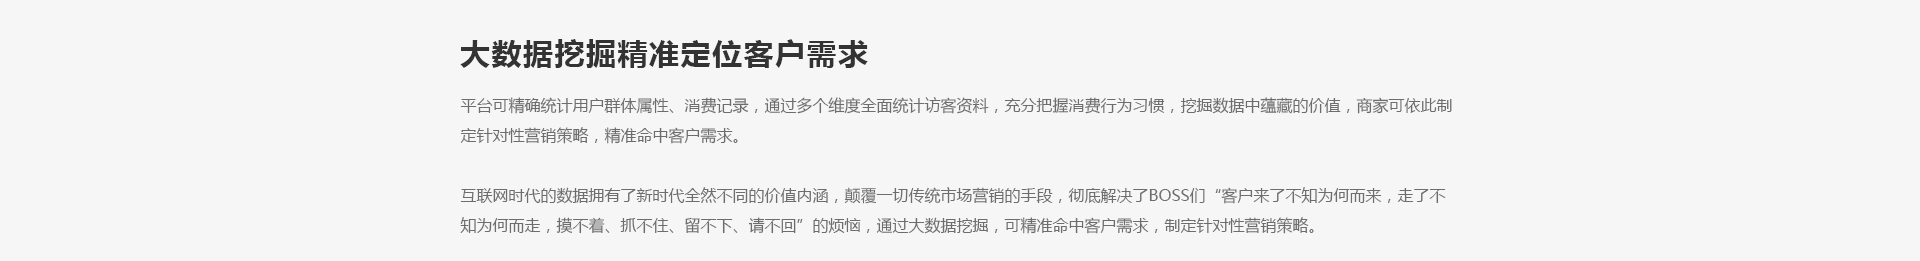 大数据挖掘精准定位客户需求
平台可精确统计用户群体属性、消费记录，通过多个维度全面统计访客资料，充分把握消费行为习惯，挖掘数据中蕴藏的价值，商家可依此制
定针对性营销策略，精准命中客户需求。
互联网时代的数据拥有了新时代全然不同的价值内涵，颠覆一切传统市场营销的手段，彻底解决了BOSS们“客户来了不知为何而来，走了不
知为何而走，摸不着、抓不住、留不下、请不回”的烦恼，通过大数据挖掘，可精准命中客户需求，制定针对性营销策略。